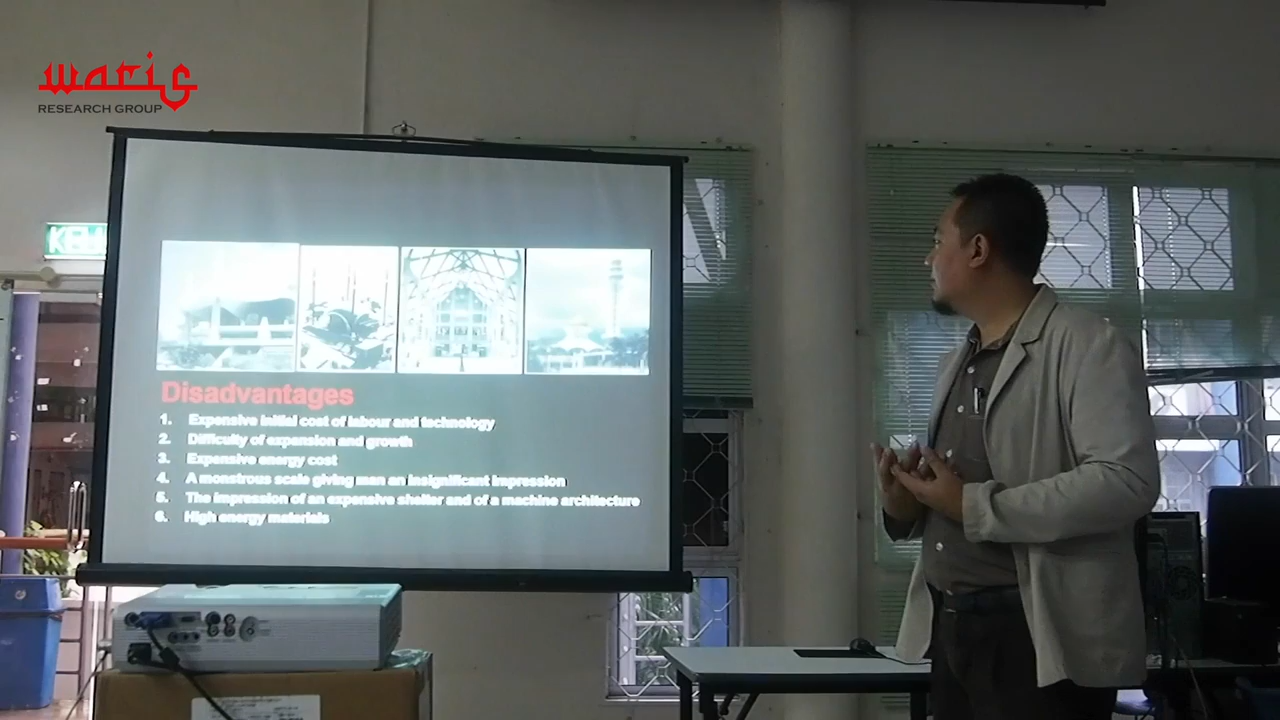 waris
RESEARCH GROUP
Disadvantages
1. Expensive initial cost of labour and technology
2. Difficulty of expansion and growth
3. Expensive energy cost
4. A monstrous scale giving man an insignificant impression
5. The impression of an expensive shelter and of a machine architecture
6. High energy materials